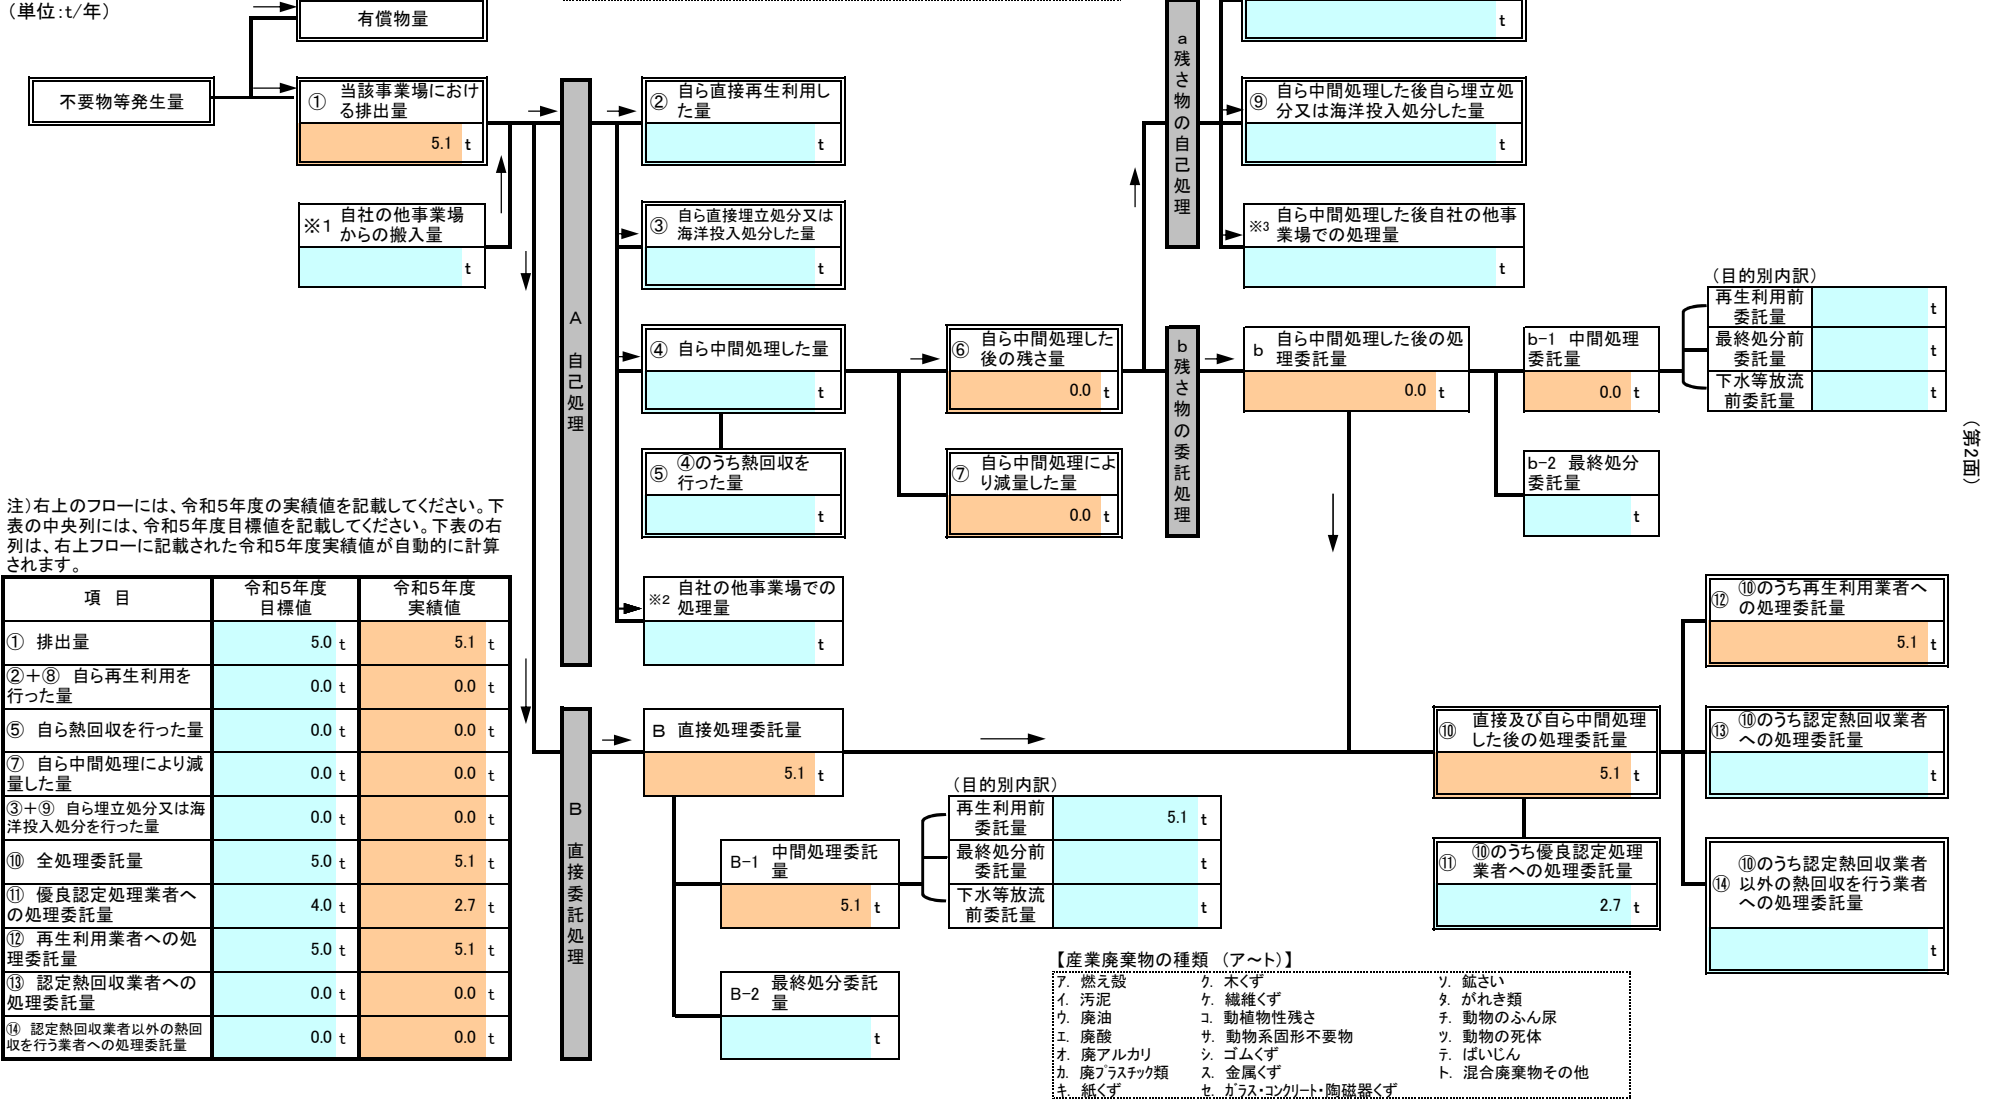 （単位：t/年）
有償物量
不要物等発生量
① 当該事業場におけ
る排出量
5.1 t
※1 自社の他事業場
からの搬入量
t
A 自己処理
② 自ら直接再生利用し
た量
t
③ 自ら直接埋立処分又は
海洋投入処分した量
t
④ 自ら中間処理した量
t
⑤ ④のうち熱回収を
行った量
t
※2 自社の他事業場での
処理量
t
⑥ 自ら中間処理した
後の残さ量
0.0 t
⑦ 自ら中間処理によ
り減量した量
0.0 t
a 残さ物の自己処理
t
⑨ 自ら中間処理した後自ら埋立処
分又は海洋投入処分した量
t
※3 自ら中間処理した後自社の他事
業場での処理量
t
b 残さ物の委託処理
b 自ら中間処理した後の処
理委託量
0.0 t
b-1 中間処理
委託量
0.0 t
b-2 最終処分
委託量
t
（目的別内訳）
再生利用前
委託量 t
最終処分前
委託量 t
下水等放流
前委託量 t
（第2面）
注）右上のフローには、令和5年度の実績値を記載してください。下
表の中央列には、令和5年度目標値を記載してください。下表の右
列は、右上フローに記載された令和5年度実績値が自動的に計算
されます。
項 目 令和5年度 目標値 令和5年度 実績値
① 排出量 5.0 t 5.1 t
②＋⑧ 自ら再生利用を
行った量 0.0 t 0.0 t
⑤ 自ら熱回収を行った量 0.0 t 0.0 t
⑦ 自ら中間処理により減
量した量 0.0 t 0.0 t
③＋⑨ 自ら埋立処分又は海
洋投入処分を行った量 0.0 t 0.0 t
⑩ 全処理委託量 5.0 t 5.1 t
⑪ 優良認定処理業者へ
の処理委託量 4.0 t 2.7 t
⑫ 再生利用業者への処
理委託量 5.0 t 5.1 t
⑬ 認定熱回収業者への
処理委託量 0.0 t 0.0 t
⑭ 認定熱回収業者以外の熱回
収を行う業者への処理委託量 0.0 t 0.0 t
B 直接委託処理
B 直接処理委託量
5.1 t
B-1 中間処理委託
量
5.1 t
B-2 最終処分委託
量
t
（目的別内訳）
再生利用前
委託量 5.1 t
最終処分前
委託量 t
下水等放流
前委託量 t
⑩ 直接及び自ら中間処理
した後の処理委託量
5.1 t
⑪ ⑩のうち優良認定処理
業者への処理委託量
2.7 t
⑫ ⑩のうち再生利用業者へ
の処理委託量
5.1 t
⑬ ⑩のうち認定熱回収業者
への処理委託量
t
⑭ ⑩のうち認定熱回収業者
以外の熱回収を行う業者
への処理委託量
t
【産業廃棄物の種類 （ア～ト）】
ア. 燃え殻 ク. 木くず ソ. 鉱さい
イ. 汚泥 ケ. 繊維くず タ. がれき類
ウ. 廃油 コ. 動植物性残さ チ. 動物のふん尿
エ. 廃酸 サ. 動物系固形不要物 ツ. 動物の死体
オ. 廃アルカリ シ. ゴムくず テ. ばいじん
カ. 廃プラスチック類 ス. 金属くず ト. 混合廃棄物その他
キ. 紙くず セ. ガラス・コンクリート・陶磁器くず